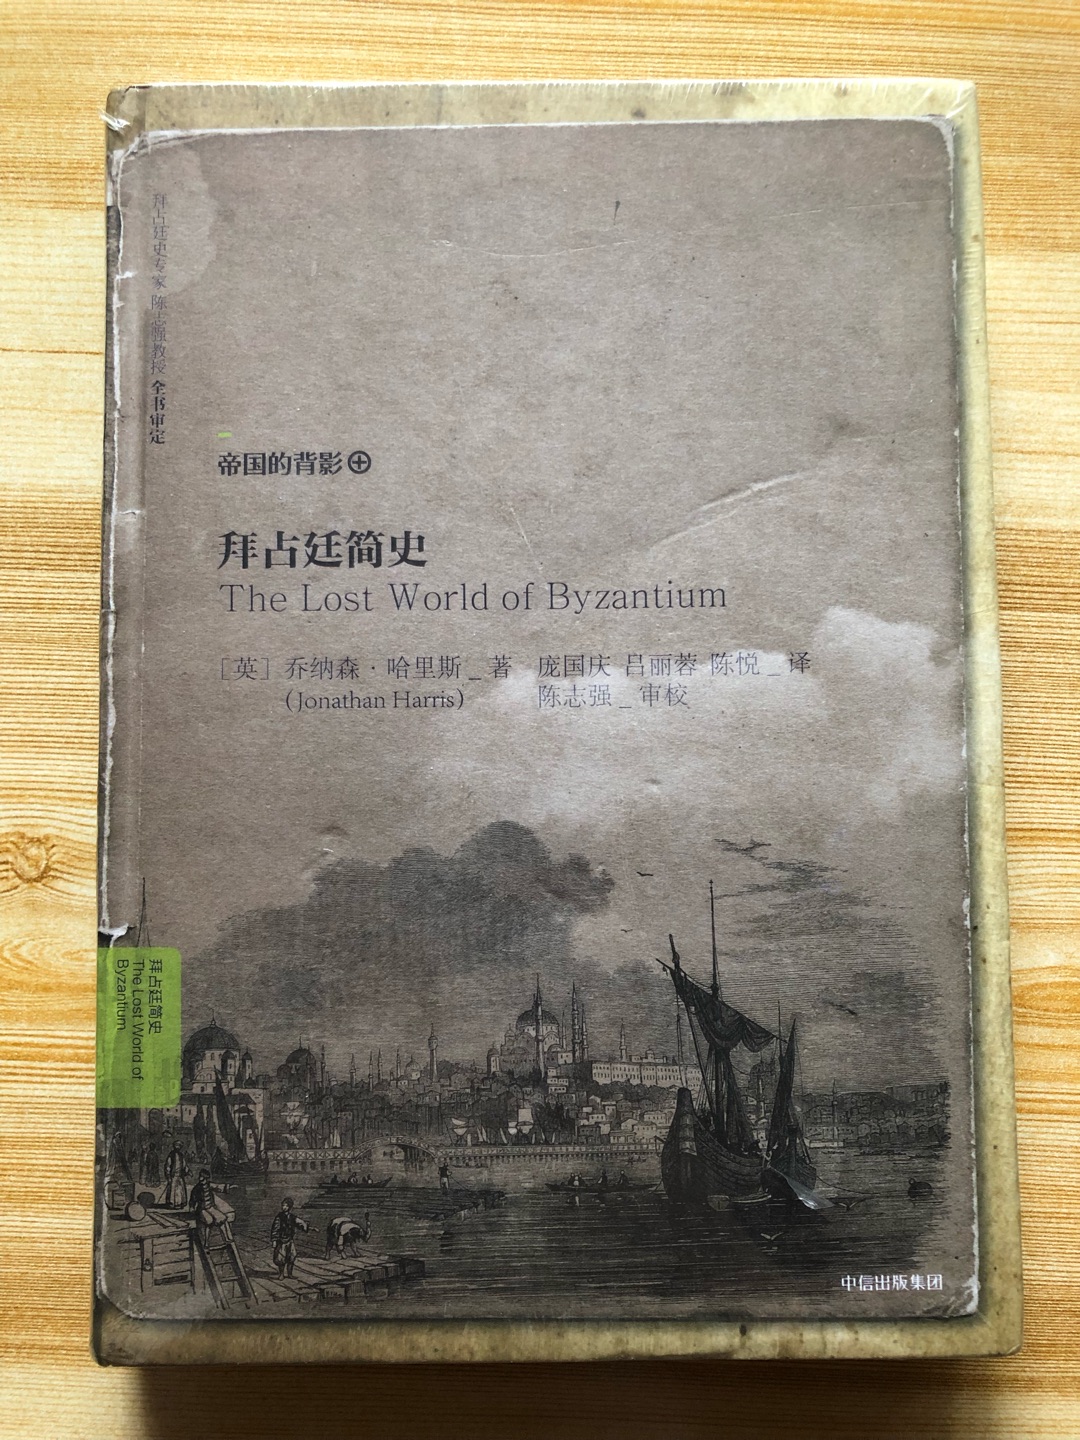 拜占廷史专家 陈志强教授 全书审定
帝国的背影
拜占廷简史
The Lost World of Byzantium
[英] 乔纳森·哈里斯_著 庞国庆 吕丽蓉 陈悦_译
(Jonathan Harris) 陈志强_审校
拜占廷简史
The Lost World of
Byzantium
中信出版集团